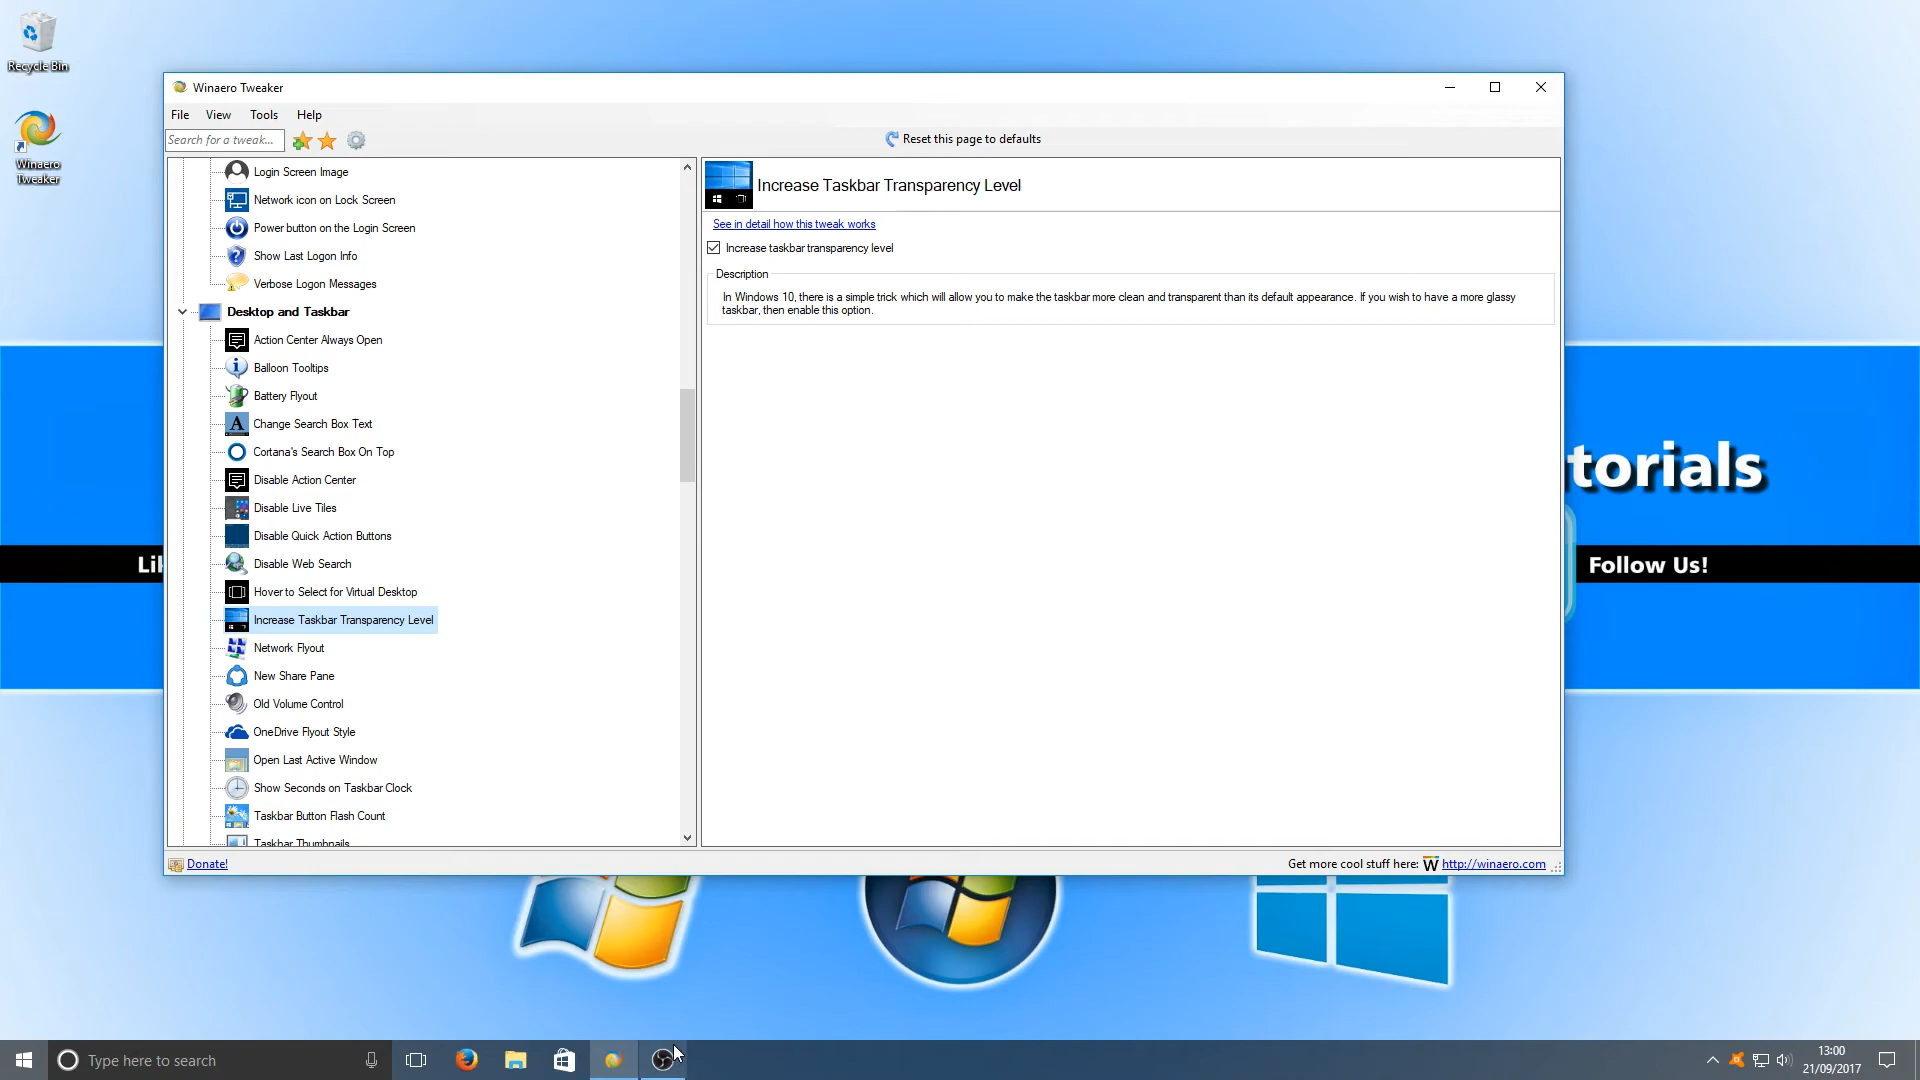 Recycle Bin
Winaero
Tweaker
Winaero Tweaker
File View Tools Help
Search for a tweak...
Reset this page to defaults
Login Screen Image
Network icon on Lock Screen
Power button on the Login Screen
Show Last Logon Info
Verbose Logon Messages
Desktop and Taskbar
Action Center Always Open
Balloon Tooltips
Battery Flyout
Change Search Box Text
Cortana's Search Box On Top
Disable Action Center
Disable Live Tiles
Disable Quick Action Buttons
Disable Web Search
Hover to Select for Virtual Desktop
Increase Taskbar Transparency Level
Network Flyout
New Share Pane
Old Volume Control
OneDrive Flyout Style
Open Last Active Window
Show Seconds on Taskbar Clock
Taskbar Button Flash Count
Taskbar Thumbnails
Increase Taskbar Transparency Level
See in detail how this tweak works
Increase taskbar transparency level
Description
In Windows 10, there is a simple trick which will allow you to make the taskbar more clean and transparent than its default appearance. If you wish to have a more glassy
taskbar, then enable this option.
Donate!
Get more cool stuff here: W http://winaero.com
torials
Li
Follow Us!
Type here to search
13:00
21/09/2017